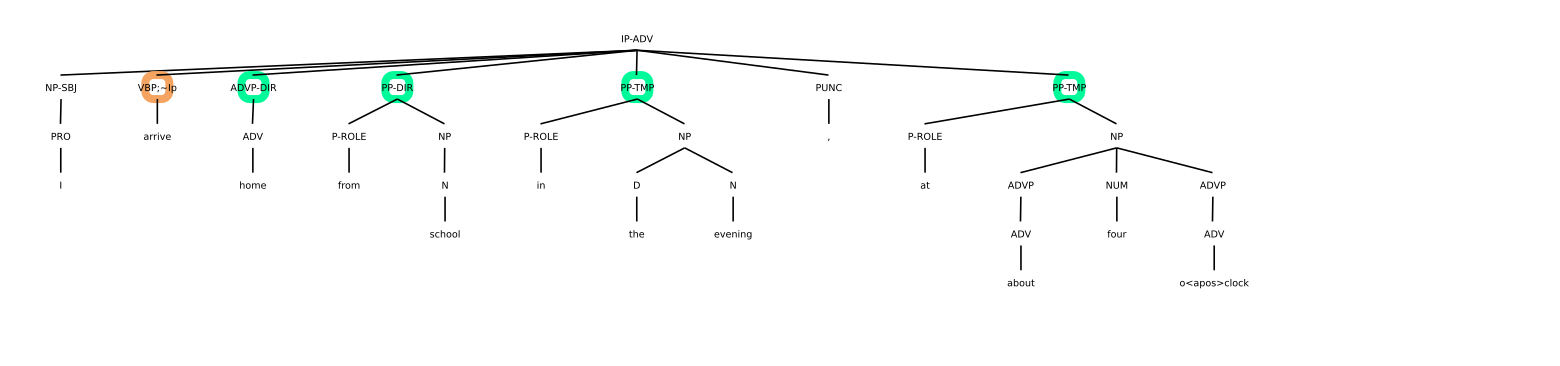 IP-ADV
NP-SBJ VBP;~Ip ADVP-DIR PP-DIR PP-TMP PUNC PP-TMP
PRO arrive ADV P-ROLE NP P-ROLE NP , P-ROLE NP
I home from N in D N at ADVP NUM ADVP
school the evening ADV four ADV
about o<apos>clock